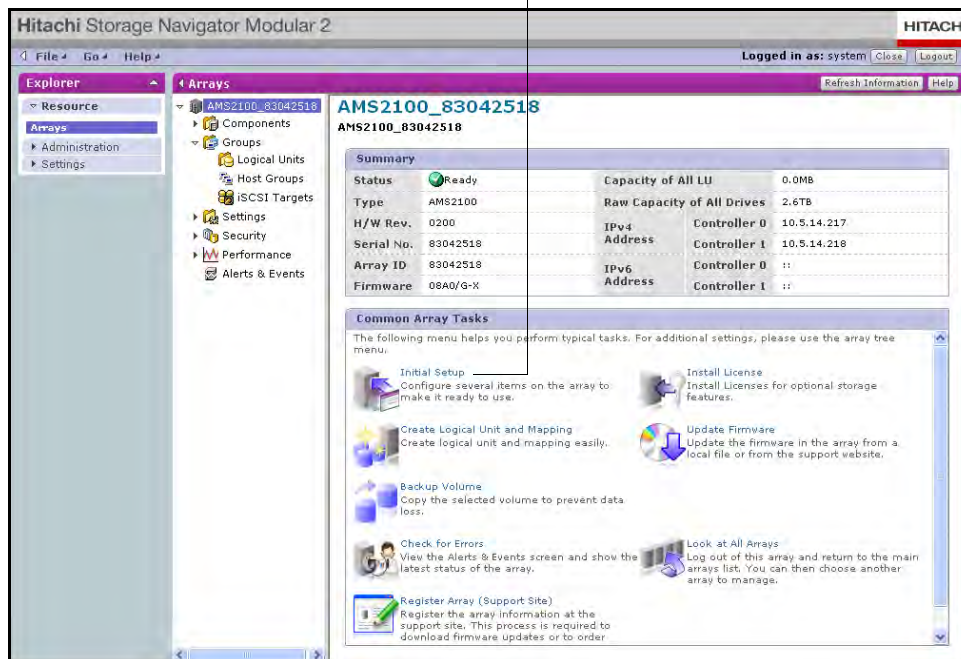 Hitachi Storage Navigator Modular 2
HITACH
File Go Help
Logged in as: system Close Logout
Explorer
Arrays
Refresh Information Help
Resource
Arrays
Administration
Settings
AMS2100_83042518
Components
Groups
Logical Units
Host Groups
iSCSI Targets
Settings
Security
Performance
Alerts & Events
AMS2100_83042518
AMS2100_83042518
Summary
Status Ready Capacity of All LU 0.0MB
Type AMS2100 Raw Capacity of All Drives 2.6TB
H/W Rev. 0200 IPv4 Address Controller 0 10.5.14.217
Serial No. 83042518 Controller 1 10.5.14.218
Array ID 83042518 IPv6 Address Controller 0 ::
Firmware 08A0/G-X Controller 1 ::
Common Array Tasks
The following menu helps you perform typical tasks. For additional settings, please use the array tree
menu.
Initial Setup
Configure several items on the array to
make it ready to use.
Install License
Install Licenses for optional storage
features.
Create Logical Unit and Mapping
Create logical unit and mapping easily.
Update Firmware
Update the firmware in the array from a
local file or from the support website.
Backup Volume
Copy the selected volume to prevent data
loss.
Check for Errors
View the Alerts & Events screen and show the
latest status of the array.
Look at All Arrays
Log out of this array and return to the main
arrays list. You can then choose another
array to manage.
Register Array (Support Site)
Register the array information at the
support site. This process is required to
download firmware updates or to order